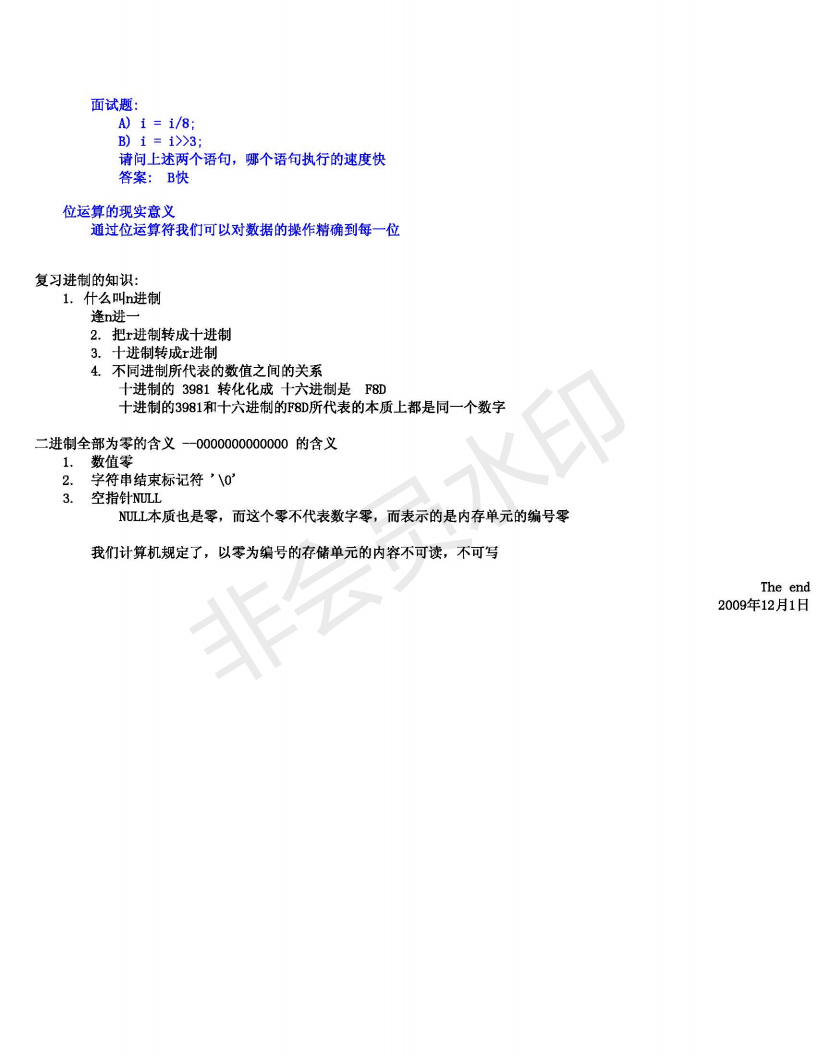 面试题:
A) i = i/8;
B) i = i>>3;
请问上述两个语句，哪个语句执行的速度快
答案： B快
位运算的现实意义
通过位运算符我们可以对数据的操作精确到每一位
复习进制的知识:
1. 什么叫n进制
逢n进一
2. 把r进制转成十进制
3. 十进制转成r进制
4. 不同进制所代表的数值之间的关系
十进制的 3981 转化化成 十六进制是 F8D
十进制的3981和十六进制的F8D所代表的本质上都是同一个数字
二进制全部为零的含义 --0000000000000 的含义
1. 数值零
2. 字符串结束标记符 '\0'
3. 空指针NULL
NULL本质也是零，而这个零不代表数字零，而表示的是内存单元的编号零
我们计算机规定了，以零为编号的存储单元的内容不可读，不可写
The end
2009年12月1日
非会员水印